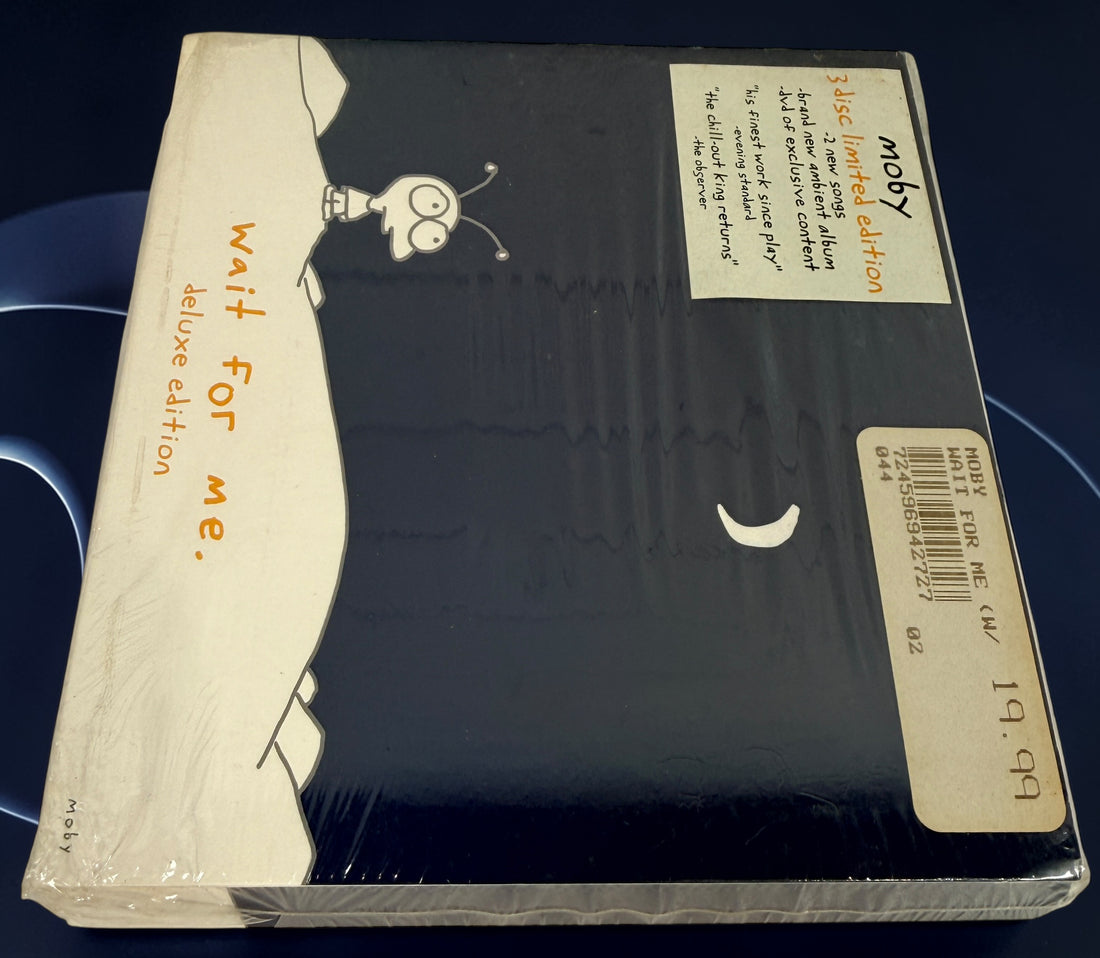 moby
3 disc limited edition
-2 new songs
-brand new ambient album
-dvd of exclusive content
"his finest work since play"
-evening standard
"the chill-out king returns"
-the observer
MOBY
WAIT FOR ME (W/
724596942727
044 02
19.99
wait for me.
deluxe edition
Moby